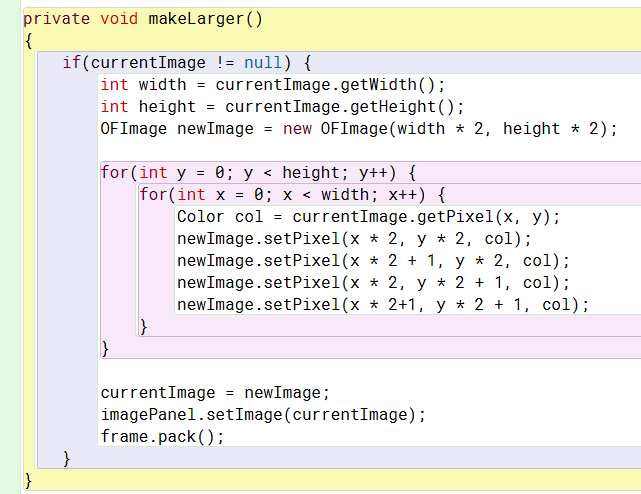 private void makeLarger()
{
    if(currentImage != null) {
        int width = currentImage.getWidth();
        int height = currentImage.getHeight();
        OFImage newImage = new OFImage(width * 2, height * 2);

        for(int y = 0; y < height; y++) {
            for(int x = 0; x < width; x++) {
                Color col = currentImage.getPixel(x, y);
                newImage.setPixel(x * 2, y * 2, col);
                newImage.setPixel(x * 2 + 1, y * 2, col);
                newImage.setPixel(x * 2, y * 2 + 1, col);
                newImage.setPixel(x * 2+1, y * 2 + 1, col);
            }
        }

        currentImage = newImage;
        imagePanel.setImage(currentImage);
        frame.pack();
    }
}